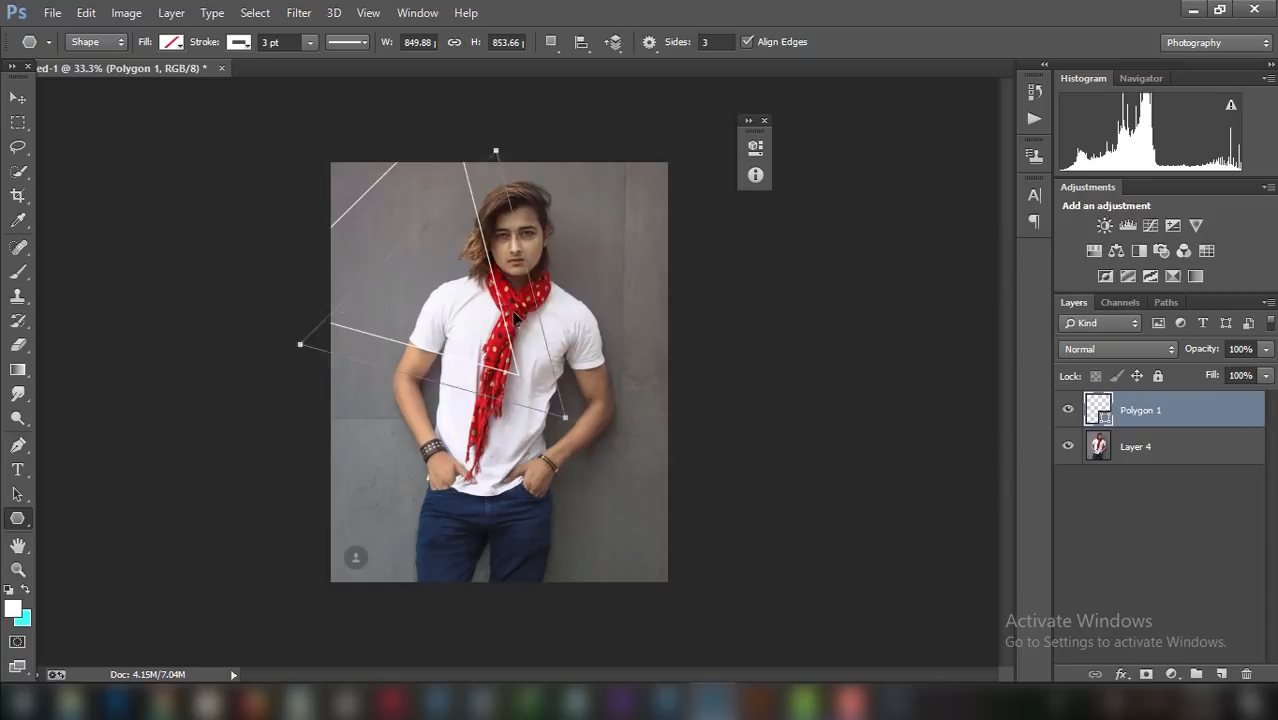 Ps File Edit Image Layer Type Select Filter 3D View Window Help
Shape Fill: Stroke: 3 pt W: 849.88 H: 853.66 Sides: 3 Align Edges Photography
ed-1 @ 33.3% (Polygon 1, RGB/8) *
Histogram Navigator
Adjustments
Add an adjustment
Layers Channels Paths
Kind
Normal Opacity: 100%
Lock: Fill: 100%
Polygon 1
Layer 4
Activate Windows
Go to Settings to activate Windows.
Doc: 4.15M/7.04M